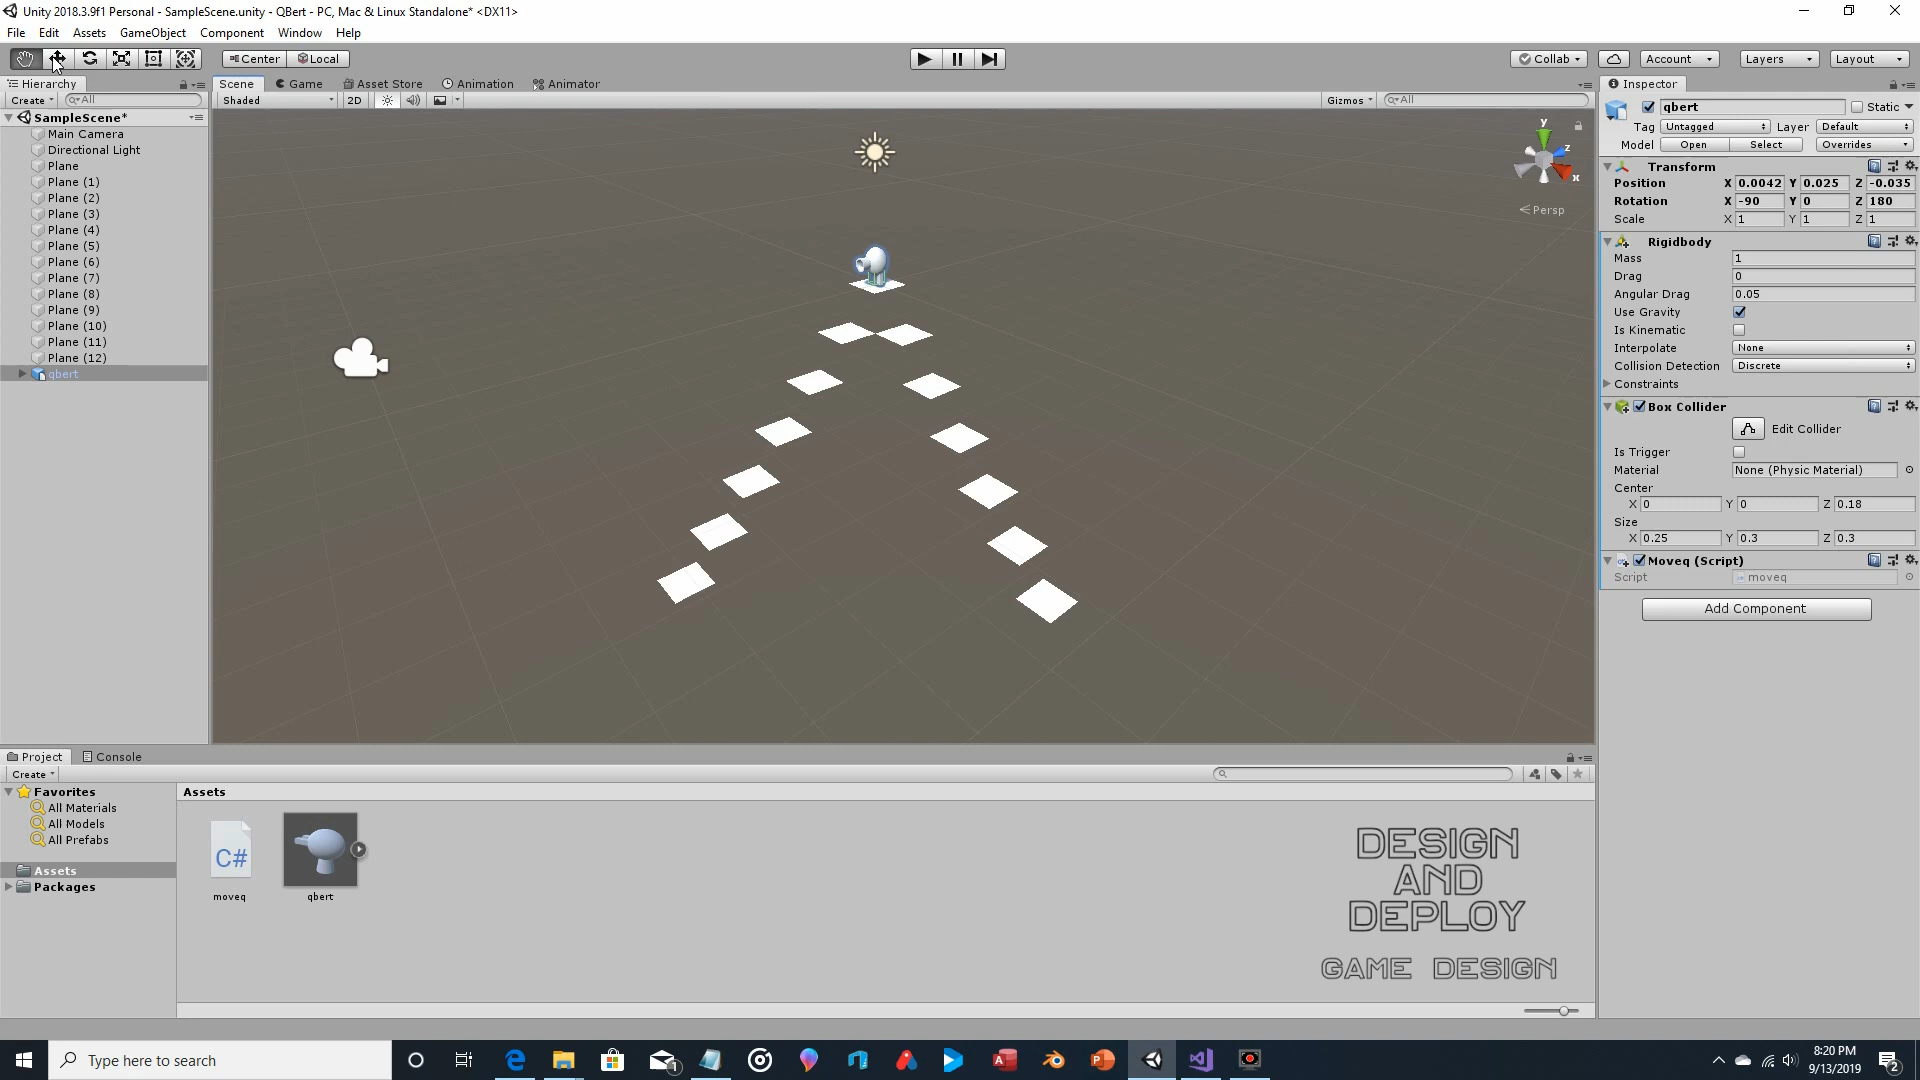 Unity 2018.3.9f1 Personal - SampleScene.unity - QBert - PC, Mac & Linux Standalone* <DX11>
File Edit Assets GameObject Component Window Help
Center Local Collab Account Layers Layout
Hierarchy Scene Game Asset Store Animation Animator Inspector
Create All Shaded 2D Gizmos All
SampleScene*
Main Camera
Directional Light
Plane
Plane (1)
Plane (2)
Plane (3)
Plane (4)
Plane (5)
Plane (6)
Plane (7)
Plane (8)
Plane (9)
Plane (10)
Plane (11)
Plane (12)
qbert
y
z
x
Persp
qbert Static
Tag Untagged Layer Default
Model Open Select Overrides
Transform
Position X 0.0042 Y 0.025 Z -0.035
Rotation X -90 Y 0 Z 180
Scale X 1 Y 1 Z 1
Rigidbody
Mass 1
Drag 0
Angular Drag 0.05
Use Gravity
Is Kinematic
Interpolate None
Collision Detection Discrete
Constraints
Box Collider
Edit Collider
Is Trigger
Material None (Physic Material)
Center
X 0 Y 0 Z 0.18
Size
X 0.25 Y 0.3 Z 0.3
Moveq (Script)
Script moveq
Add Component
Project Console
Create
Favorites
All Materials
All Models
All Prefabs
Assets
Packages
Assets
C#
moveq qbert
DESIGN
AND
DEPLOY
GAME DESIGN
Type here to search
1
8:20 PM
9/13/2019
2